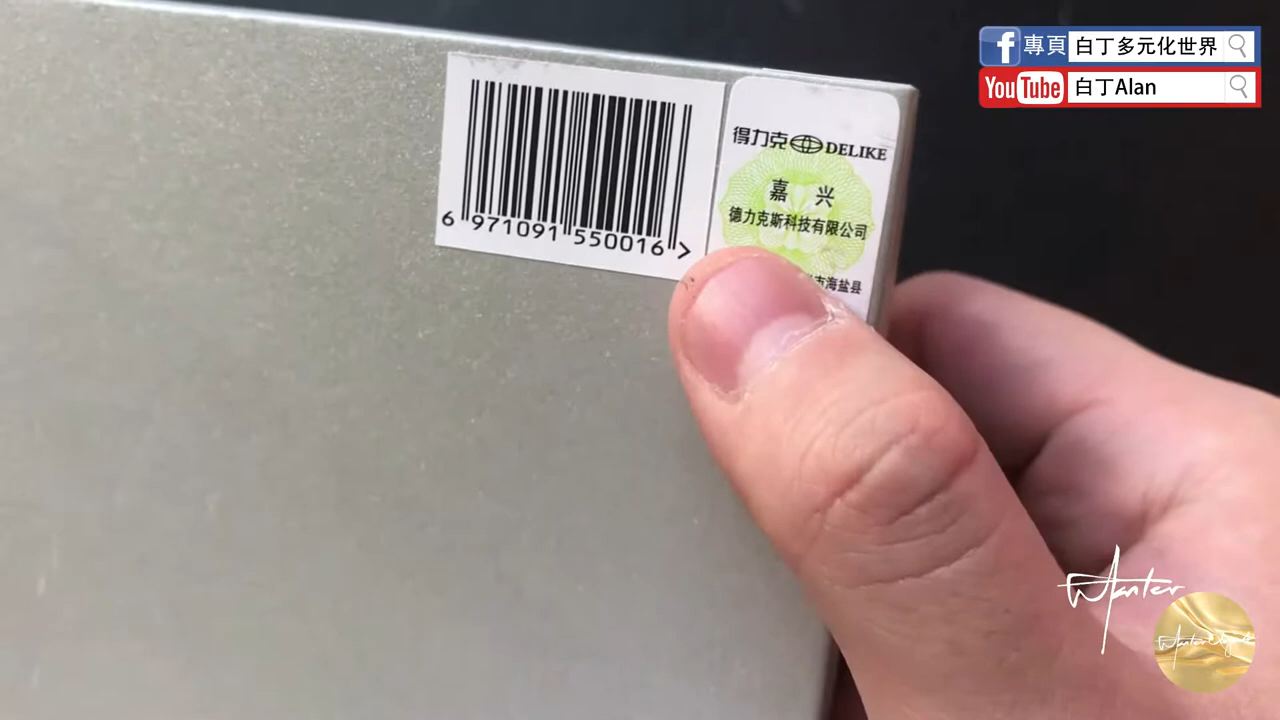 專頁 白丁多元化世界
YouTube 白丁Alan
得力克 DELIKE
嘉兴
德力克斯科技有限公司
市海盐县
6 971091 550016 >
Wanter